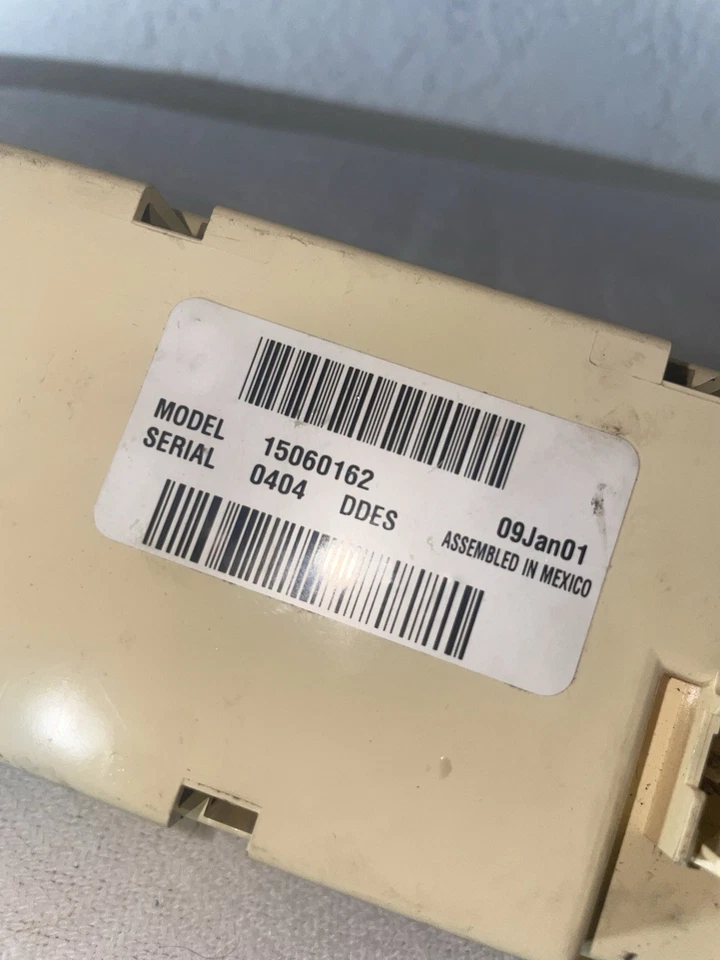 MODEL 15060162
SERIAL 0404 DDES
09Jan01
ASSEMBLED IN MEXICO